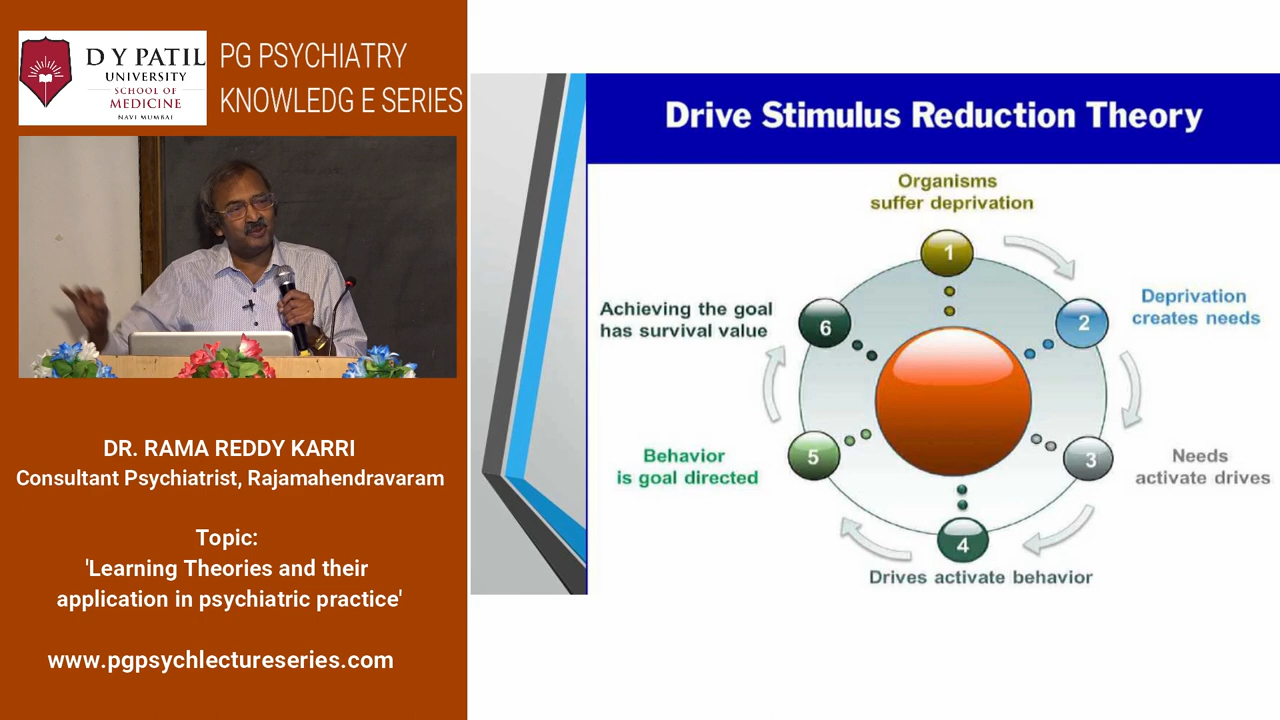 D Y PATIL
UNIVERSITY
SCHOOL OF
MEDICINE
NAVI MUMBAI
PG PSYCHIATRY
KNOWLEDG E SERIES
DR. RAMA REDDY KARRI
Consultant Psychiatrist, Rajamahendravaram
Topic:
'Learning Theories and their
application in psychiatric practice'
www.pgpsychlectureseries.com
Drive Stimulus Reduction Theory
Organisms
suffer deprivation
1
Deprivation
creates needs
2
Needs
activate drives
3
4
Drives activate behavior
5
Behavior
is goal directed
6
Achieving the goal
has survival value